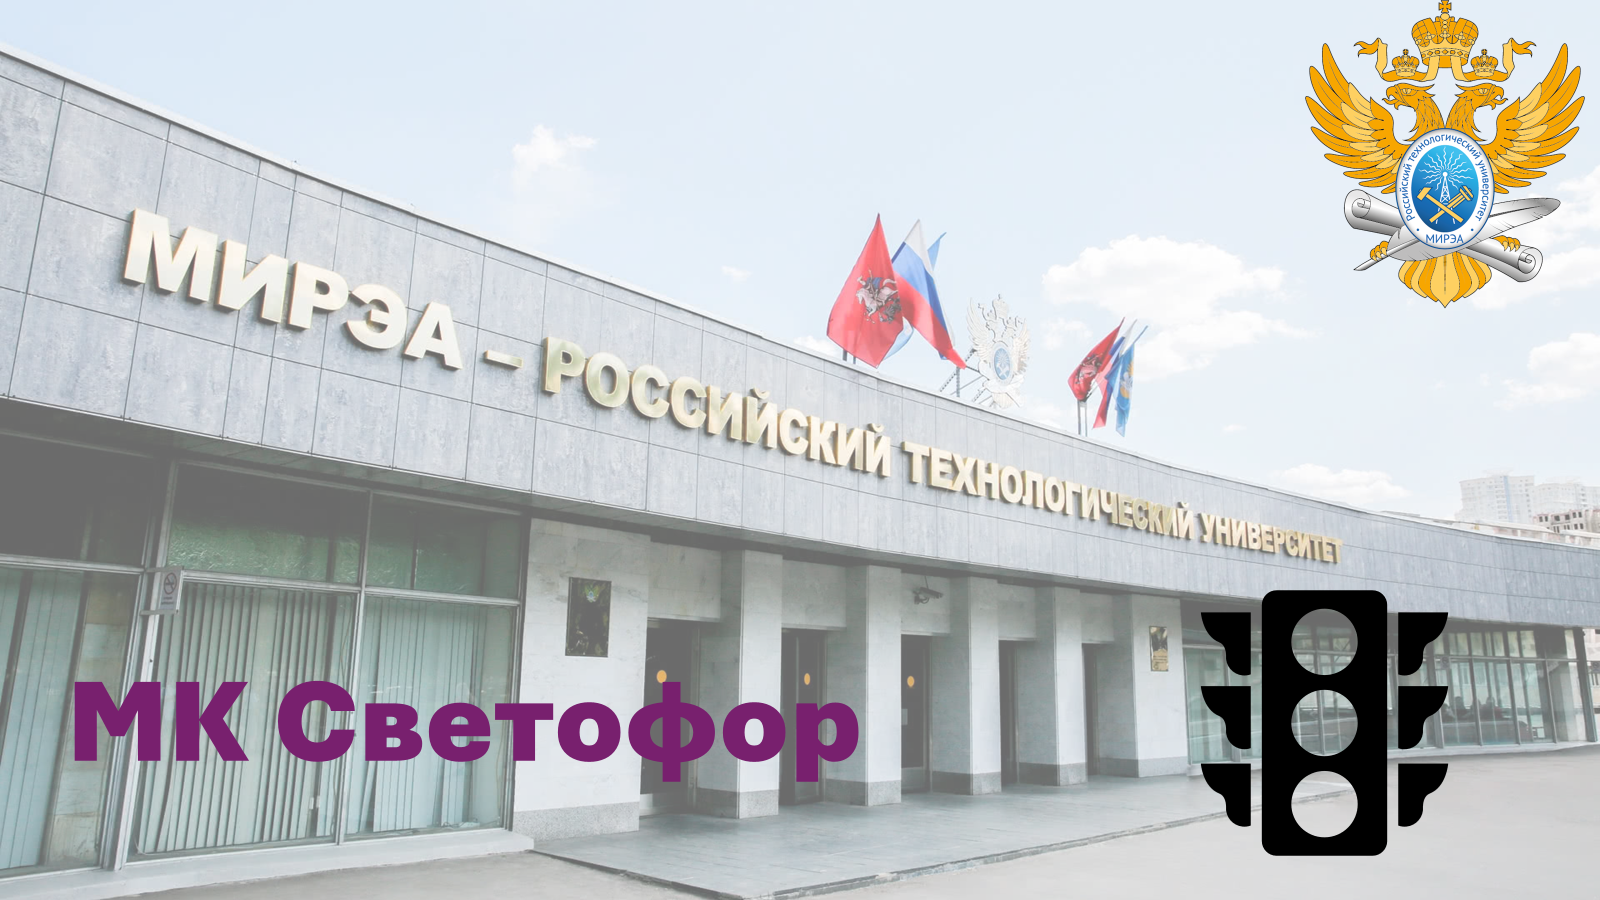 Российский технологический университет
• МИРЭА •
МИРЭА – РОССИЙСКИЙ ТЕХНОЛОГИЧЕСКИЙ УНИВЕРСИТЕТ
МК Светофор